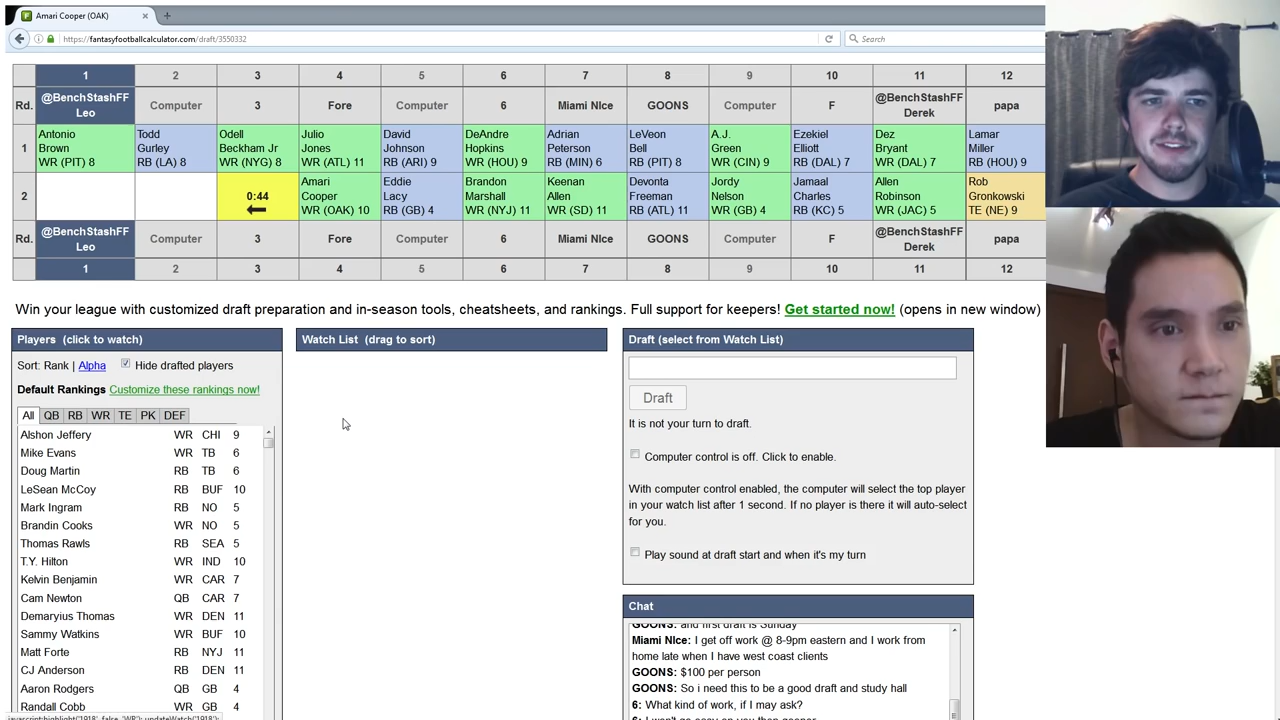 Amari Cooper (OAK)
https://fantasyfootballcalculator.com/draft/3550332
Search
1 2 3 4 5 6 7 8 9 10 11 12
Rd. @BenchStashFF Leo Computer 3 Fore Computer 6 Miami NIce GOONS Computer F @BenchStashFF Derek papa
1 Antonio Brown WR (PIT) 8 Todd Gurley RB (LA) 8 Odell Beckham Jr WR (NYG) 8 Julio Jones WR (ATL) 11 David Johnson RB (ARI) 9 DeAndre Hopkins WR (HOU) 9 Adrian Peterson RB (MIN) 6 LeVeon Bell RB (PIT) 8 A.J. Green WR (CIN) 9 Ezekiel Elliott RB (DAL) 7 Dez Bryant WR (DAL) 7 Lamar Miller RB (HOU) 9
2 0:44 Amari Cooper WR (OAK) 10 Eddie Lacy RB (GB) 4 Brandon Marshall WR (NYJ) 11 Keenan Allen WR (SD) 11 Devonta Freeman RB (ATL) 11 Jordy Nelson WR (GB) 4 Jamaal Charles RB (KC) 5 Allen Robinson WR (JAC) 5 Rob Gronkowski TE (NE) 9
Rd. @BenchStashFF Leo Computer 3 Fore Computer 6 Miami NIce GOONS Computer F @BenchStashFF Derek papa
1 2 3 4 5 6 7 8 9 10 11 12
Win your league with customized draft preparation and in-season tools, cheatsheets, and rankings. Full support for keepers! Get started now! (opens in new window)
Players (click to watch)
Sort: Rank | Alpha Hide drafted players
Default Rankings Customize these rankings now!
All QB RB WR TE PK DEF
Alshon Jeffery WR CHI 9
Mike Evans WR TB 6
Doug Martin RB TB 6
LeSean McCoy RB BUF 10
Mark Ingram RB NO 5
Brandin Cooks WR NO 5
Thomas Rawls RB SEA 5
T.Y. Hilton WR IND 10
Kelvin Benjamin WR CAR 7
Cam Newton QB CAR 7
Demaryius Thomas WR DEN 11
Sammy Watkins WR BUF 10
Matt Forte RB NYJ 11
CJ Anderson RB DEN 11
Aaron Rodgers QB GB 4
Randall Cobb WR GB 4
javascript:highlight('1918', false, 'WR'); updateWatch('1918');
Watch List (drag to sort)
Draft (select from Watch List)
Draft
It is not your turn to draft.
Computer control is off. Click to enable.
With computer control enabled, the computer will select the top player
in your watch list after 1 second. If no player is there it will auto-select
for you.
Play sound at draft start and when it's my turn
Chat
GOONS: and first draft is Sunday
Miami NIce: I get off work @ 8-9pm eastern and I work from
home late when I have west coast clients
GOONS: $100 per person
GOONS: So i need this to be a good draft and study hall
6: What kind of work, if I may ask?